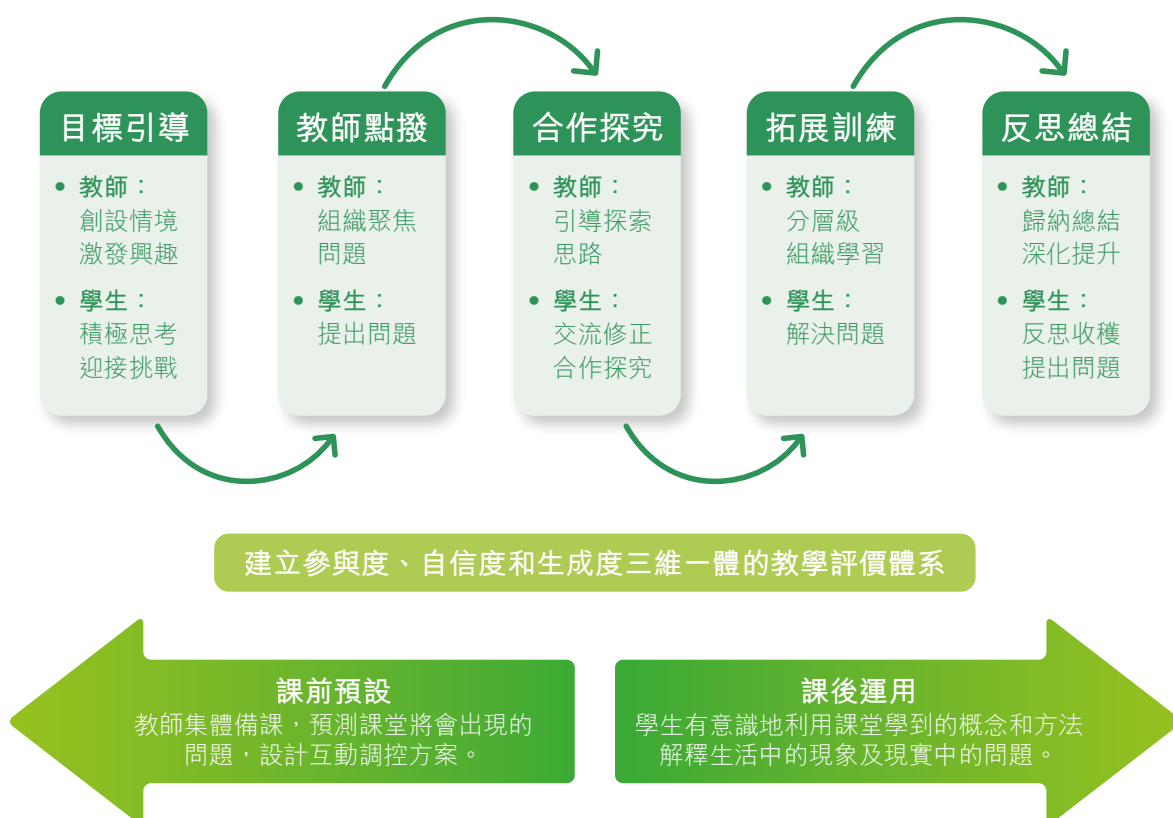 目標引導
• 教師：
創設情境
激發興趣
• 學生：
積極思考
迎接挑戰
教師點撥
• 教師：
組織聚焦
問題
• 學生：
提出問題
合作探究
• 教師：
引導探索
思路
• 學生：
交流修正
合作探究
拓展訓練
• 教師：
分層級
組織學習
• 學生：
解決問題
反思總結
• 教師：
歸納總結
深化提升
• 學生：
反思收穫
提出問題
建立參與度、自信度和生成度三維一體的教學評價體系
課前預設
教師集體備課，預測課堂將會出現的
問題，設計互動調控方案。
課後運用
學生有意識地利用課堂學到的概念和方法
解釋生活中的現象及現實中的問題。